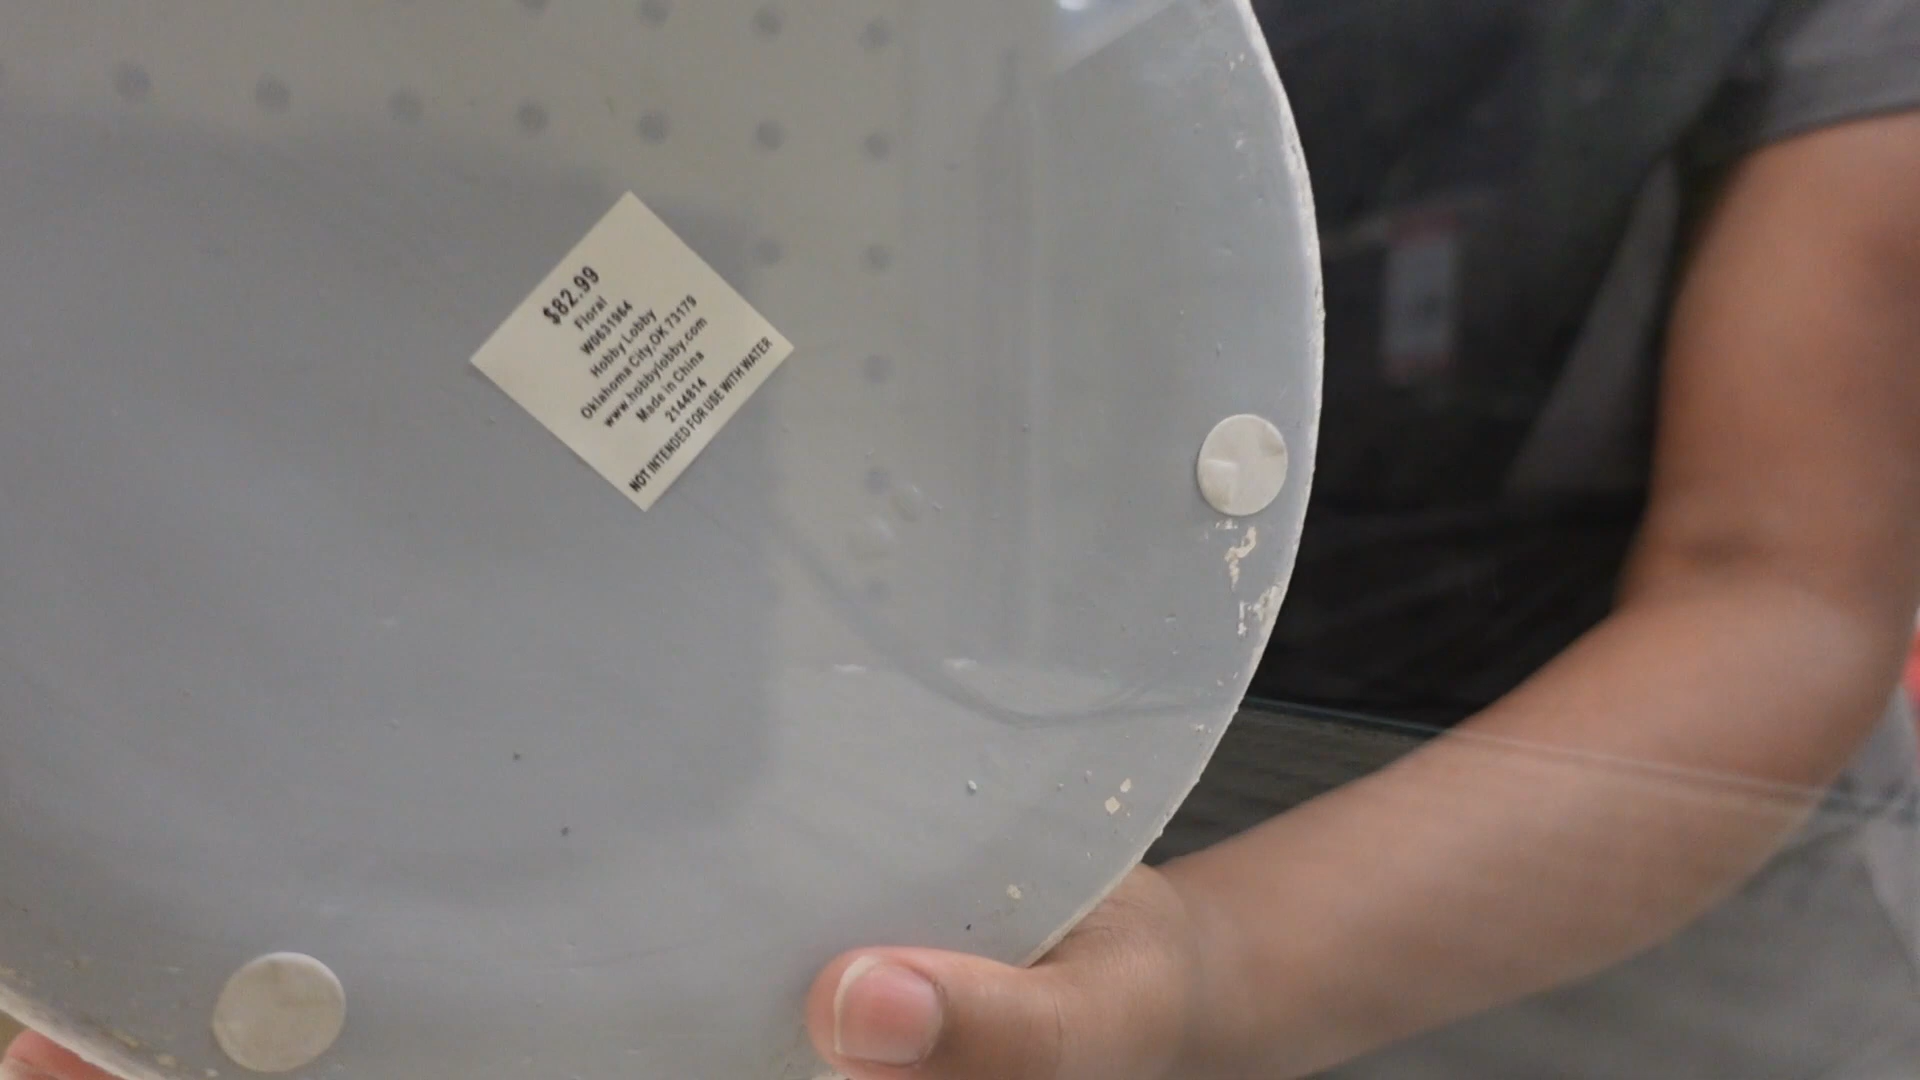 $82.99
Floral
W0631964
Hobby Lobby
Oklahoma City,OK 73179
www.hobbylobby.com
Made in China
2144814
NOT INTENDED FOR USE WITH WATER